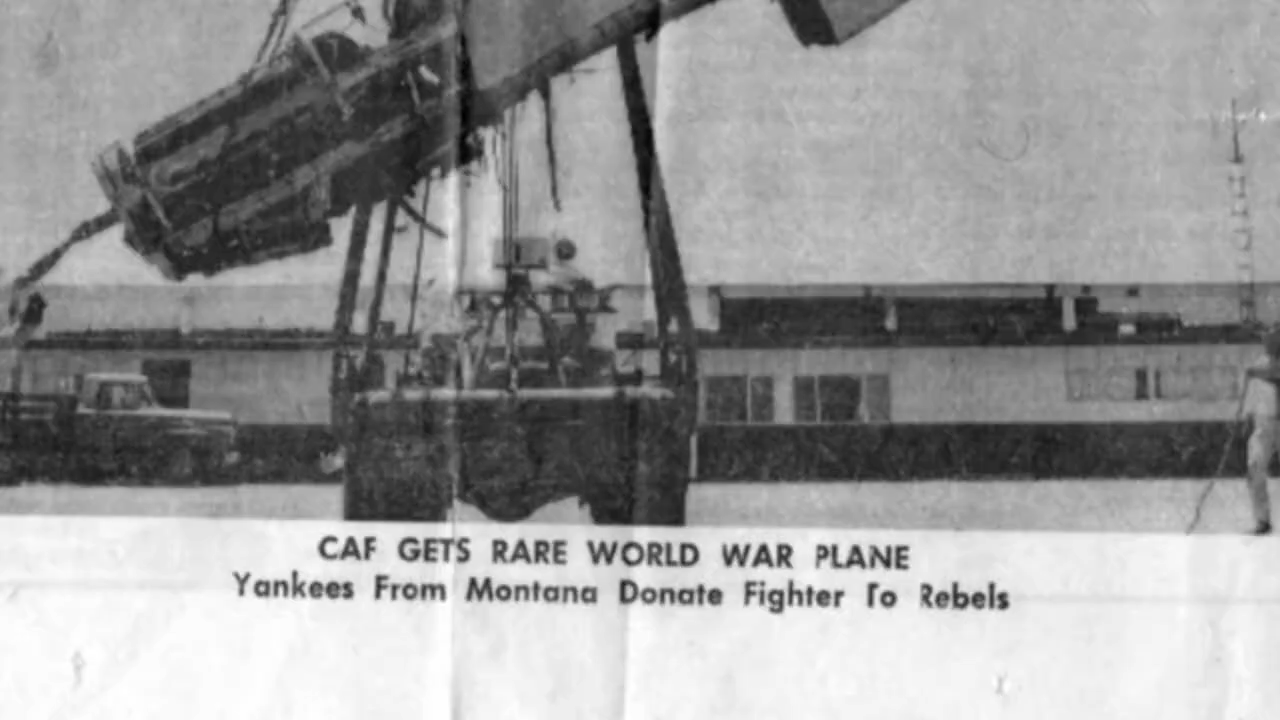 CAF GETS RARE WORLD WAR PLANE
Yankees From Montana Donate Fighter To Rebels